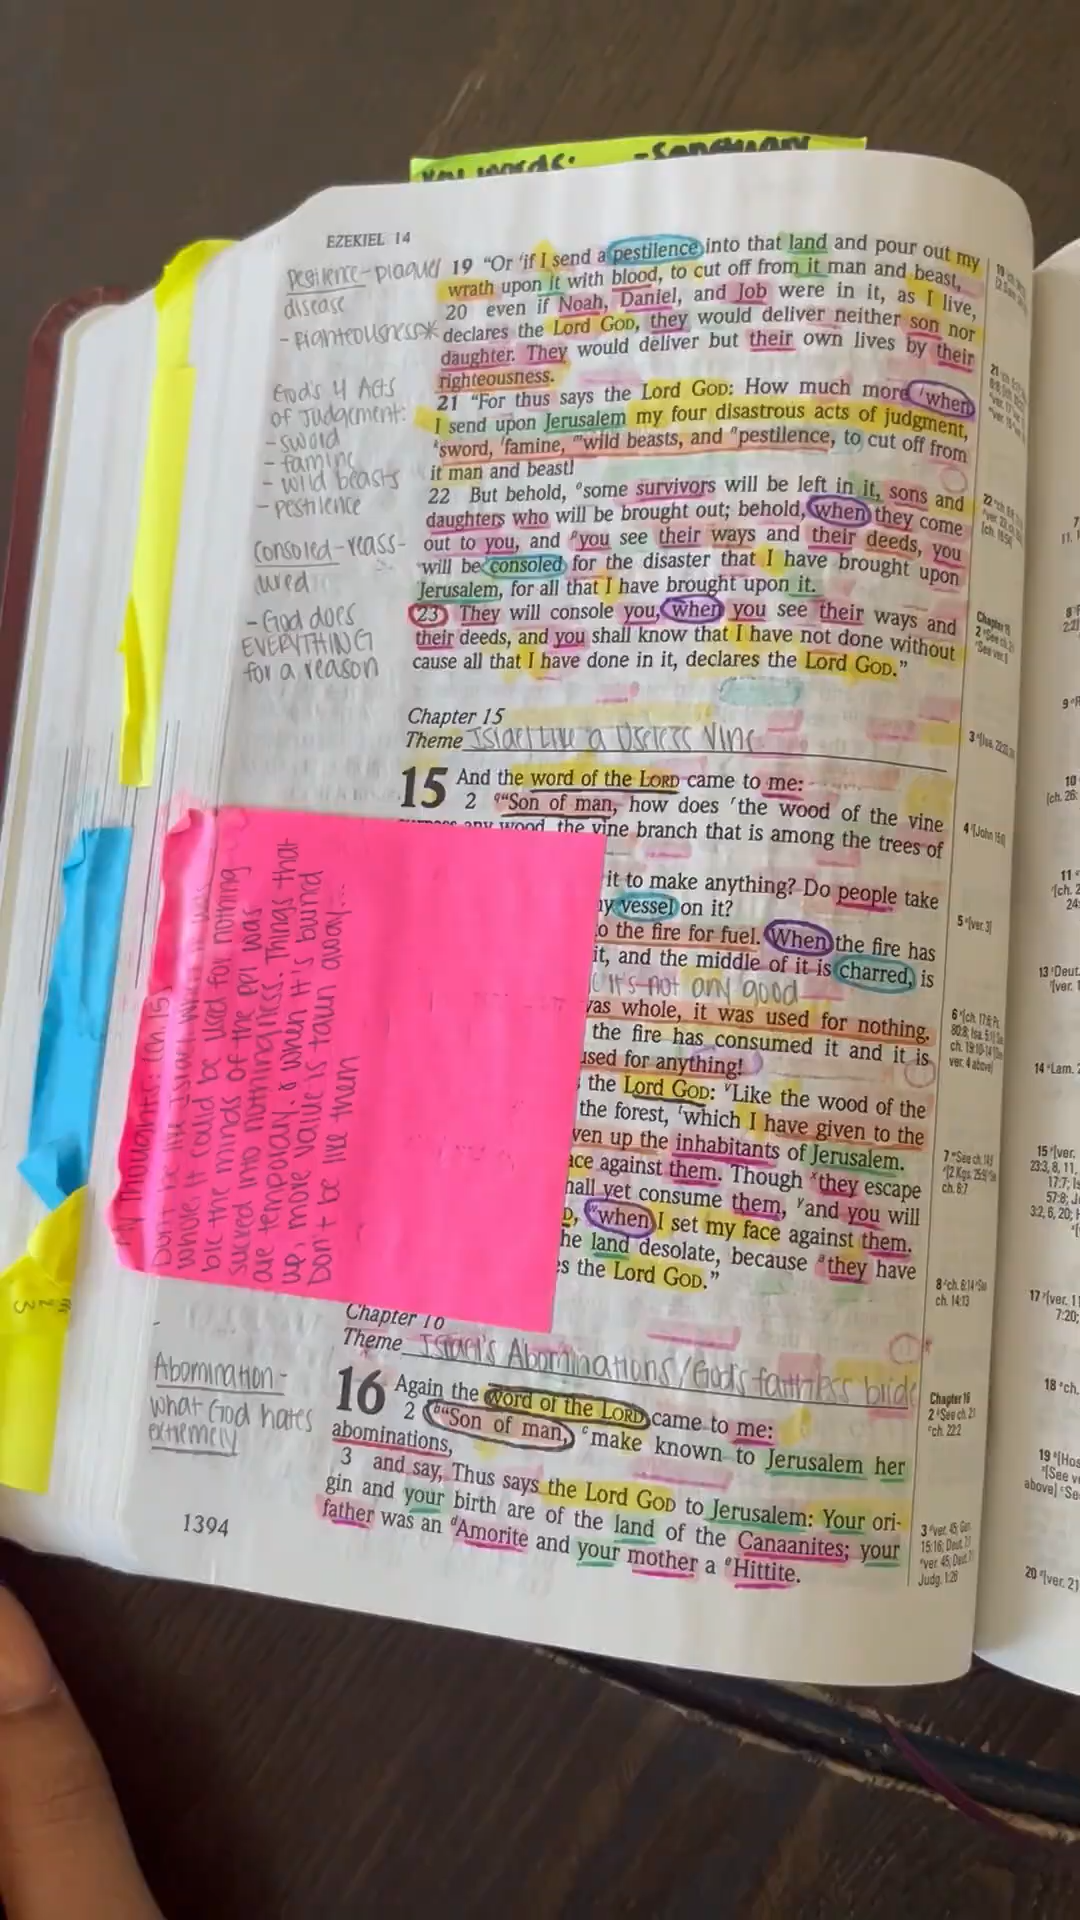 Key words: -Sanctuary
EZEKIEL 14
pestilence-plague/
disease
-righteousness*
God's 4 Acts
of Judgement:
-sword
-famine
-wild beasts
-pestilence
Consoled-reass-
ured
-God does
EVERYTHING
for a reason
19 "Or if I send a pestilence into that land and pour out my
wrath upon it with blood, to cut off from it man and beast,
20 even if Noah, Daniel, and Job were in it, as I live,
declares the Lord GOD, they would deliver neither son nor
daughter. They would deliver but their own lives by their
righteousness.
21 "For thus says the Lord GOD: How much more when
I send upon Jerusalem my four disastrous acts of judgment,
sword, famine, wild beasts, and pestilence, to cut off from
it man and beast!
22 But behold, some survivors will be left in it, sons and
daughters who will be brought out; behold, when they come
out to you, and you see their ways and their deeds, you
will be consoled for the disaster that I have brought upon
Jerusalem, for all that I have brought upon it.
23 They will console you, when you see their ways and
their deeds, and you shall know that I have not done without
cause all that I have done in it, declares the Lord GOD."
Chapter 15
Theme Israel Like a Useless Vine
15 And the word of the LORD came to me:
2 "Son of man, how does the wood of the vine
any wood, the vine branch that is among the trees of
it to make anything? Do people take
vessel on it?
the fire for fuel. When the fire has
it, and the middle of it is charred, is
it's not any good
was whole, it was used for nothing.
the fire has consumed it and it is
used for anything!
the Lord GOD: Like the wood of the
the forest, which I have given to the
up the inhabitants of Jerusalem.
against them. Though they escape
shall yet consume them, and you will
when I set my face against them.
the land desolate, because they have
the Lord GOD."
My Thoughts (Ch. 15)
Don't be like Israel.
whole, it could be used for nothing
b/c the minds of the ppl was
sucked into nothingness. Things that
are temporary. & when it's burnd
up, more value is takn away...
Don't be like them
Chapter 16
Theme Israel's Abominations/God's faithless bride
Abomination-
what God hates
extremely
16 Again the word of the LORD came to me:
2 "Son of man, make known to Jerusalem her
abominations,
3 and say, Thus says the Lord GOD to Jerusalem: Your ori-
gin and your birth are of the land of the Canaanites; your
father was an Amorite and your mother a Hittite.
1394